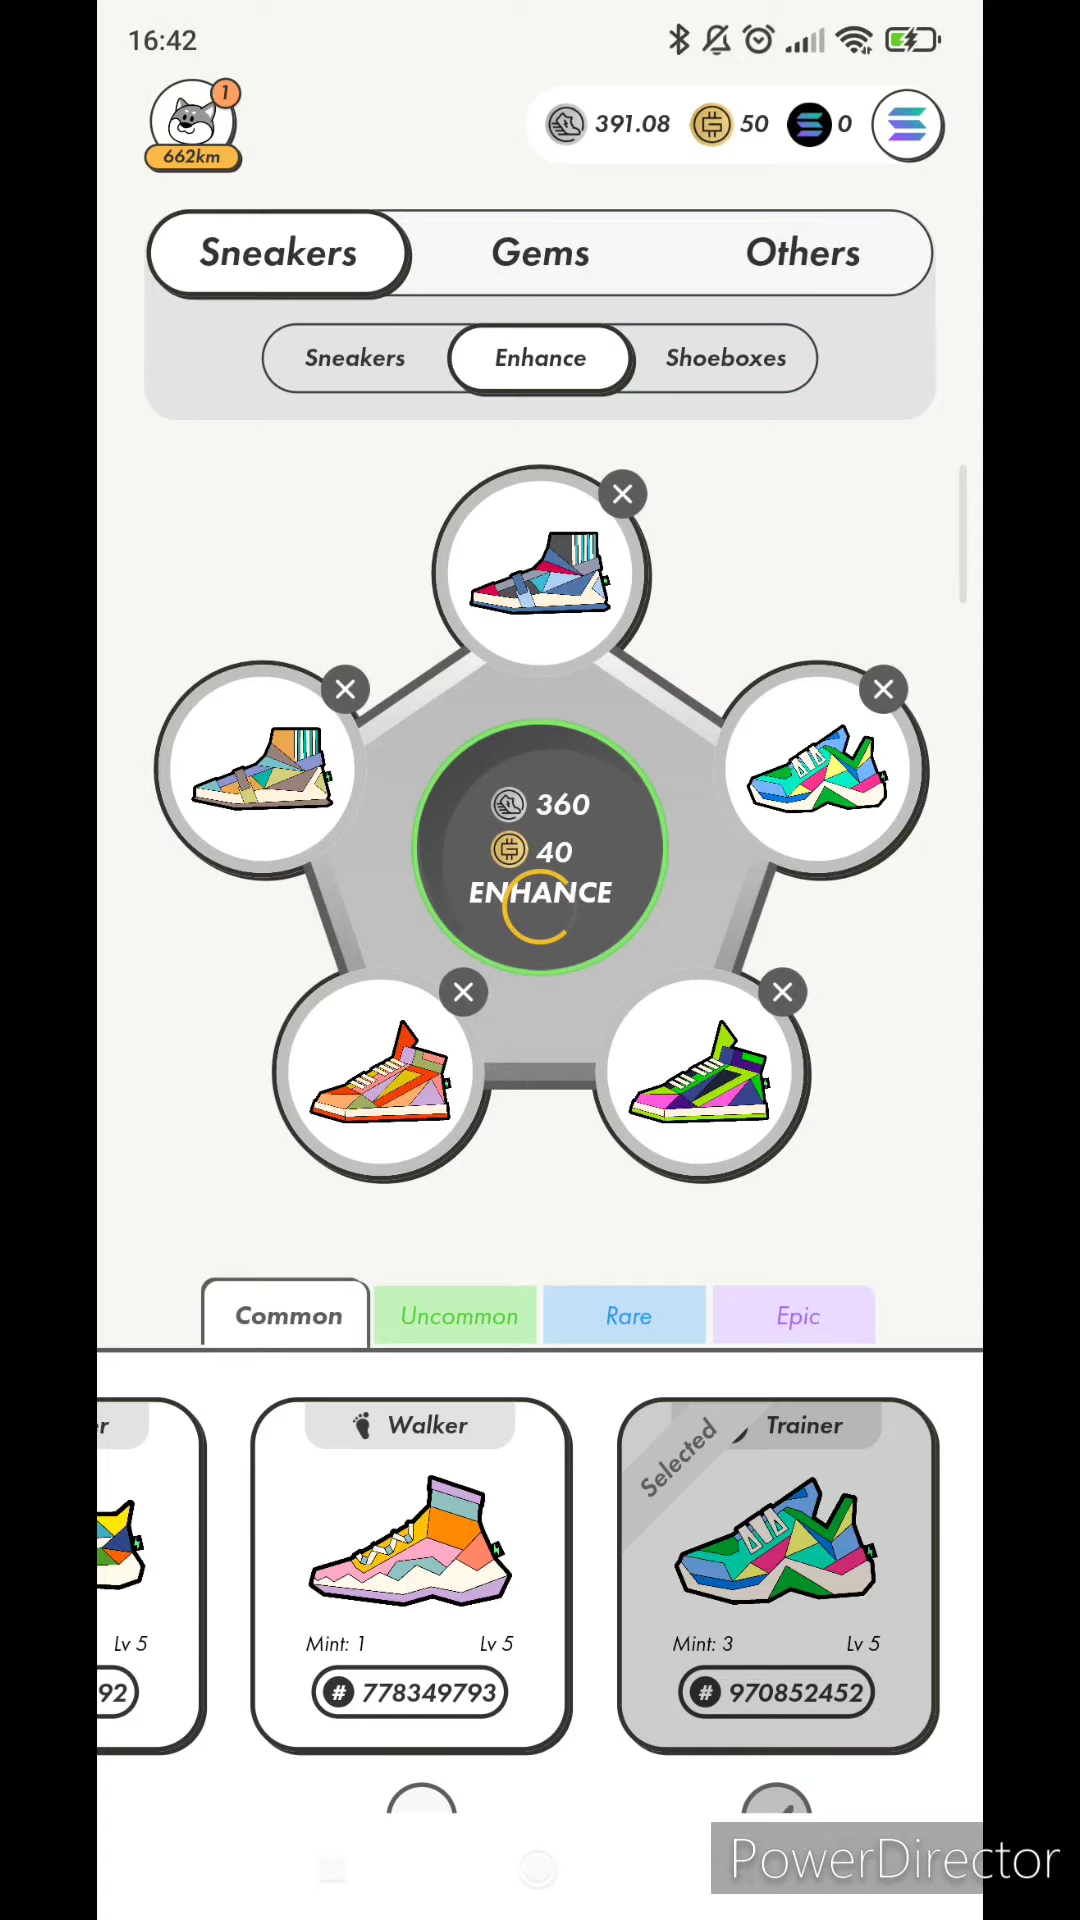 16:42
1
662km
391.08 50 0
Sneakers Gems Others
Sneakers Enhance Shoeboxes
360
40
ENHANCE
Common Uncommon Rare Epic
r Walker Selected Trainer
Lv 5 Mint: 1 Lv 5 Mint: 3 Lv 5
92 # 778349793 # 970852452
PowerDirector